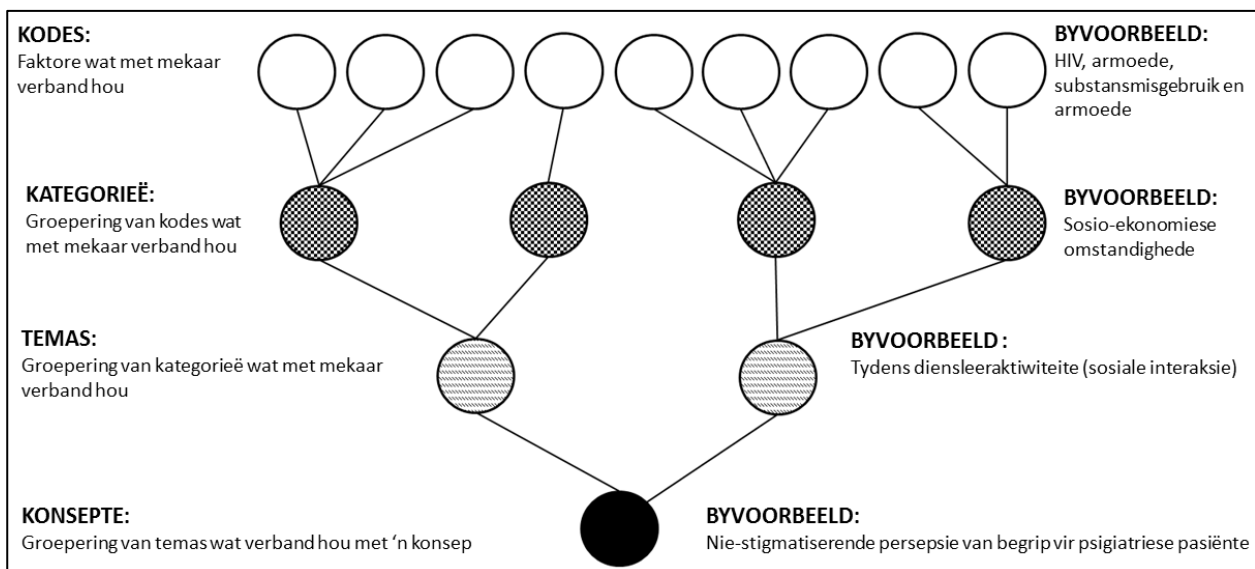 KODES:
Faktore wat met mekaar
verband hou
BYVOORBEELD:
HIV, armoede,
substansmisgebruik en
armoede
KATEGORIEË:
Groepering van kodes wat
met mekaar verband hou
BYVOORBEELD:
Sosio-ekonomiese
omstandighede
TEMAS:
Groepering van kategorieë wat met mekaar
verband hou
BYVOORBEELD :
Tydens diensleeraktiwiteite (sosiale interaksie)
KONSEPTE:
Groepering van temas wat verband hou met ‘n konsep
BYVOORBEELD:
Nie-stigmatiserende persepsie van begrip vir psigiatriese pasiënte